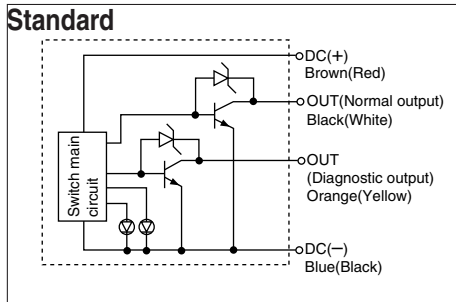 Standard
DC(+)
Brown(Red)
OUT(Normal output)
Black(White)
Switch main
circuit
OUT
(Diagnostic output)
Orange(Yellow)
DC(−)
Blue(Black)